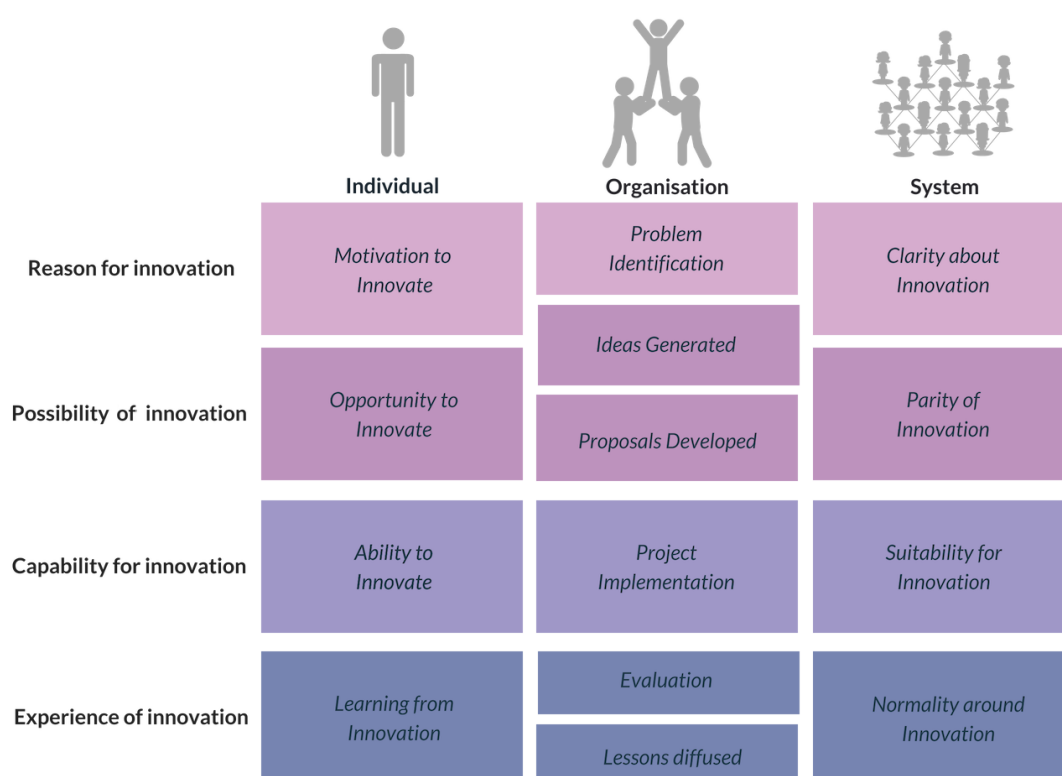 Individual
Organisation
System
Reason for innovation
Motivation to
Innovate
Problem
Identification
Clarity about
Innovation
Ideas Generated
Possibility of innovation
Opportunity to
Innovate
Proposals Developed
Parity of
Innovation
Capability for innovation
Ability to
Innovate
Project
Implementation
Suitability for
Innovation
Experience of innovation
Learning from
Innovation
Evaluation
Lessons diffused
Normality around
Innovation